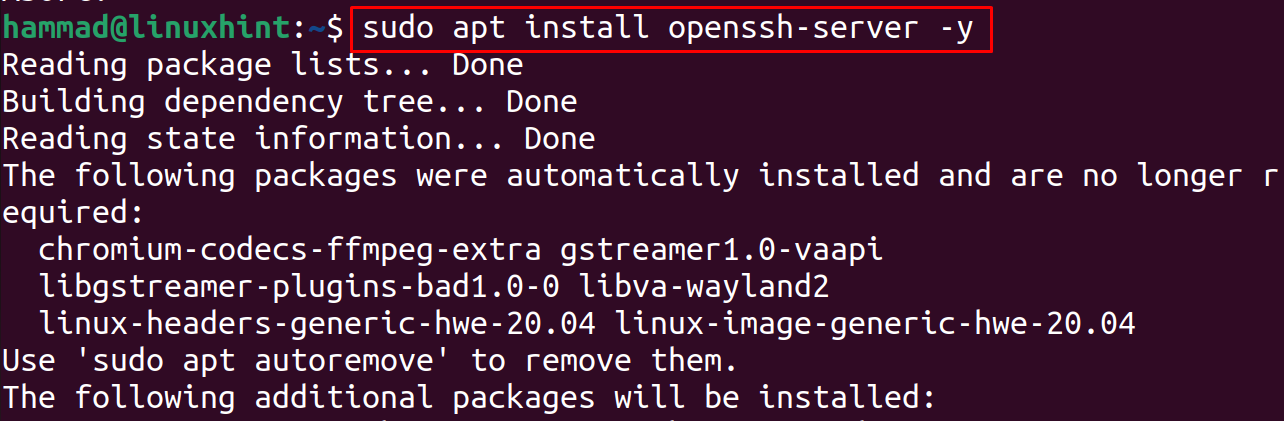 hammad@linuxhint:~$ sudo apt install openssh-server -y
Reading package lists... Done
Building dependency tree... Done
Reading state information... Done
The following packages were automatically installed and are no longer r
equired:
  chromium-codecs-ffmpeg-extra gstreamer1.0-vaapi
  libgstreamer-plugins-bad1.0-0 libva-wayland2
  linux-headers-generic-hwe-20.04 linux-image-generic-hwe-20.04
Use 'sudo apt autoremove' to remove them.
The following additional packages will be installed: